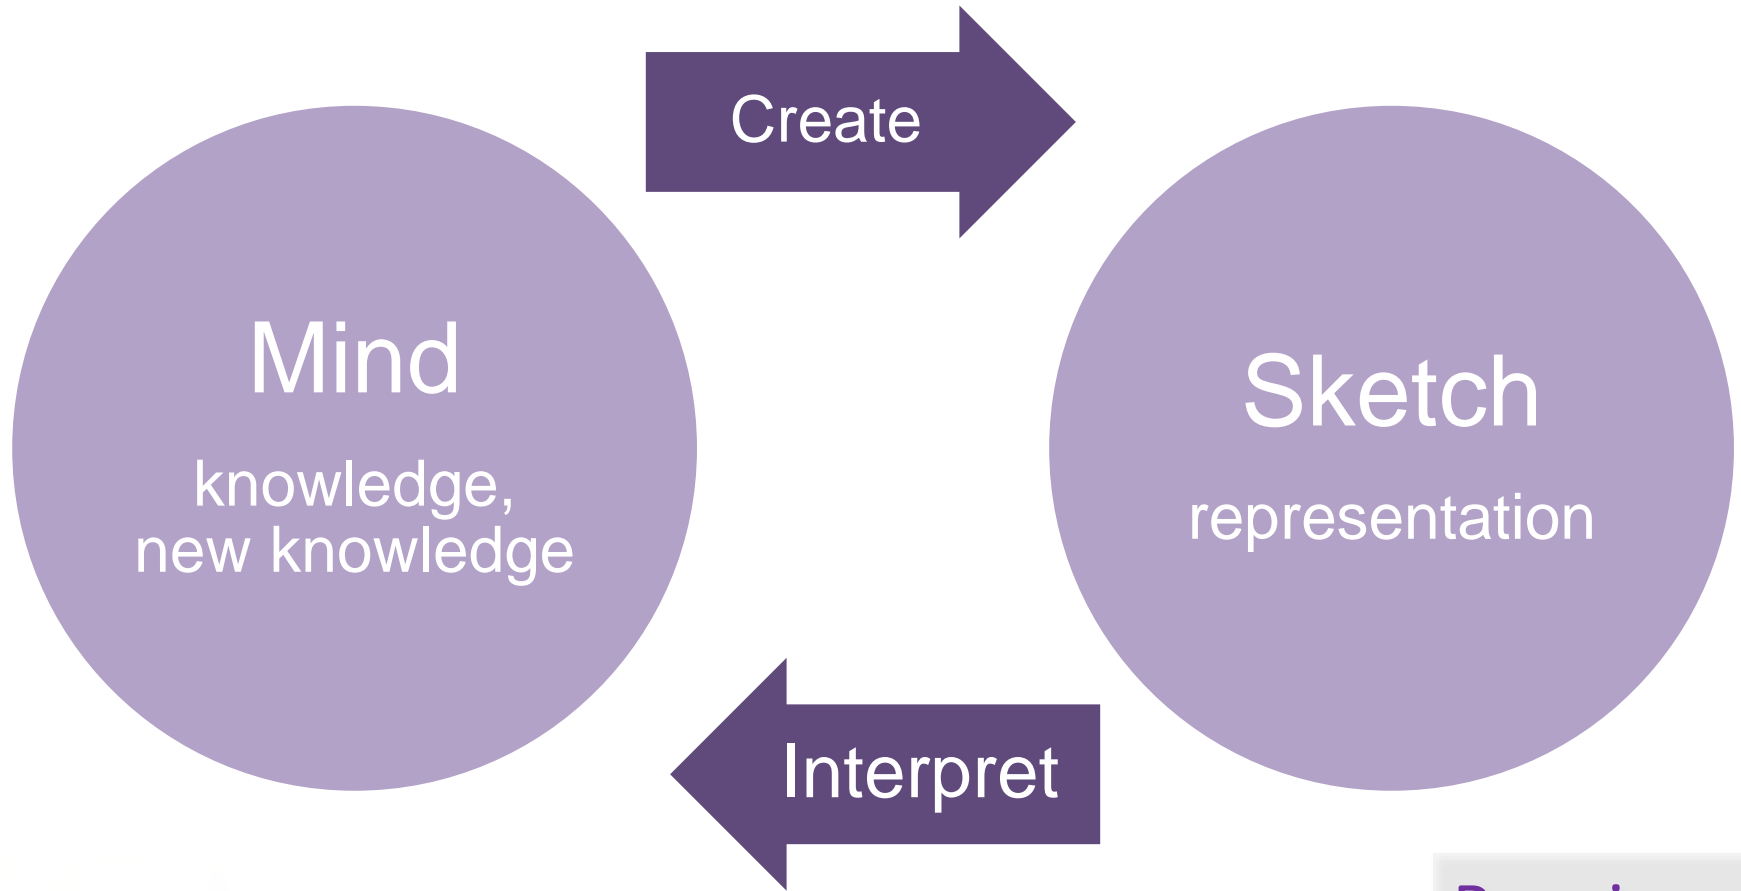 Create
Mind
knowledge,
new knowledge
Sketch
representation
Interpret